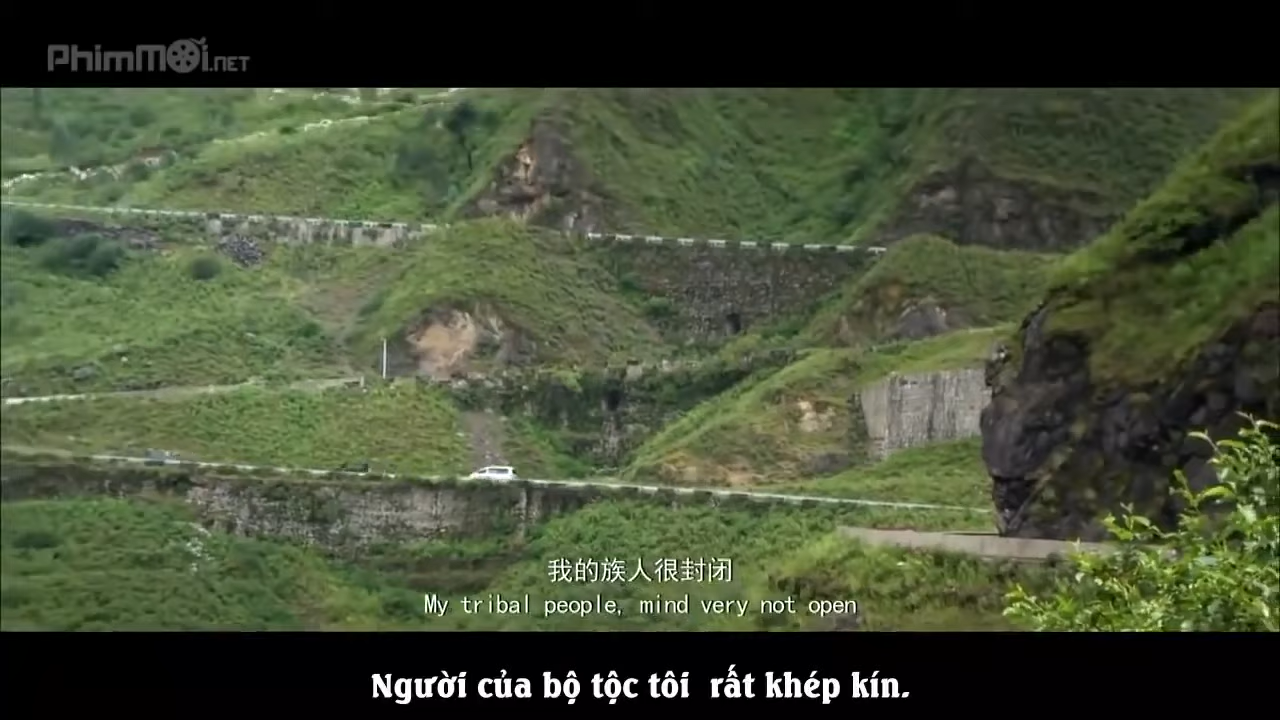 PhimMơi.NET
我的族人很封闭
My tribal people, mind very not open
Người của bộ tộc tôi rất khép kín.